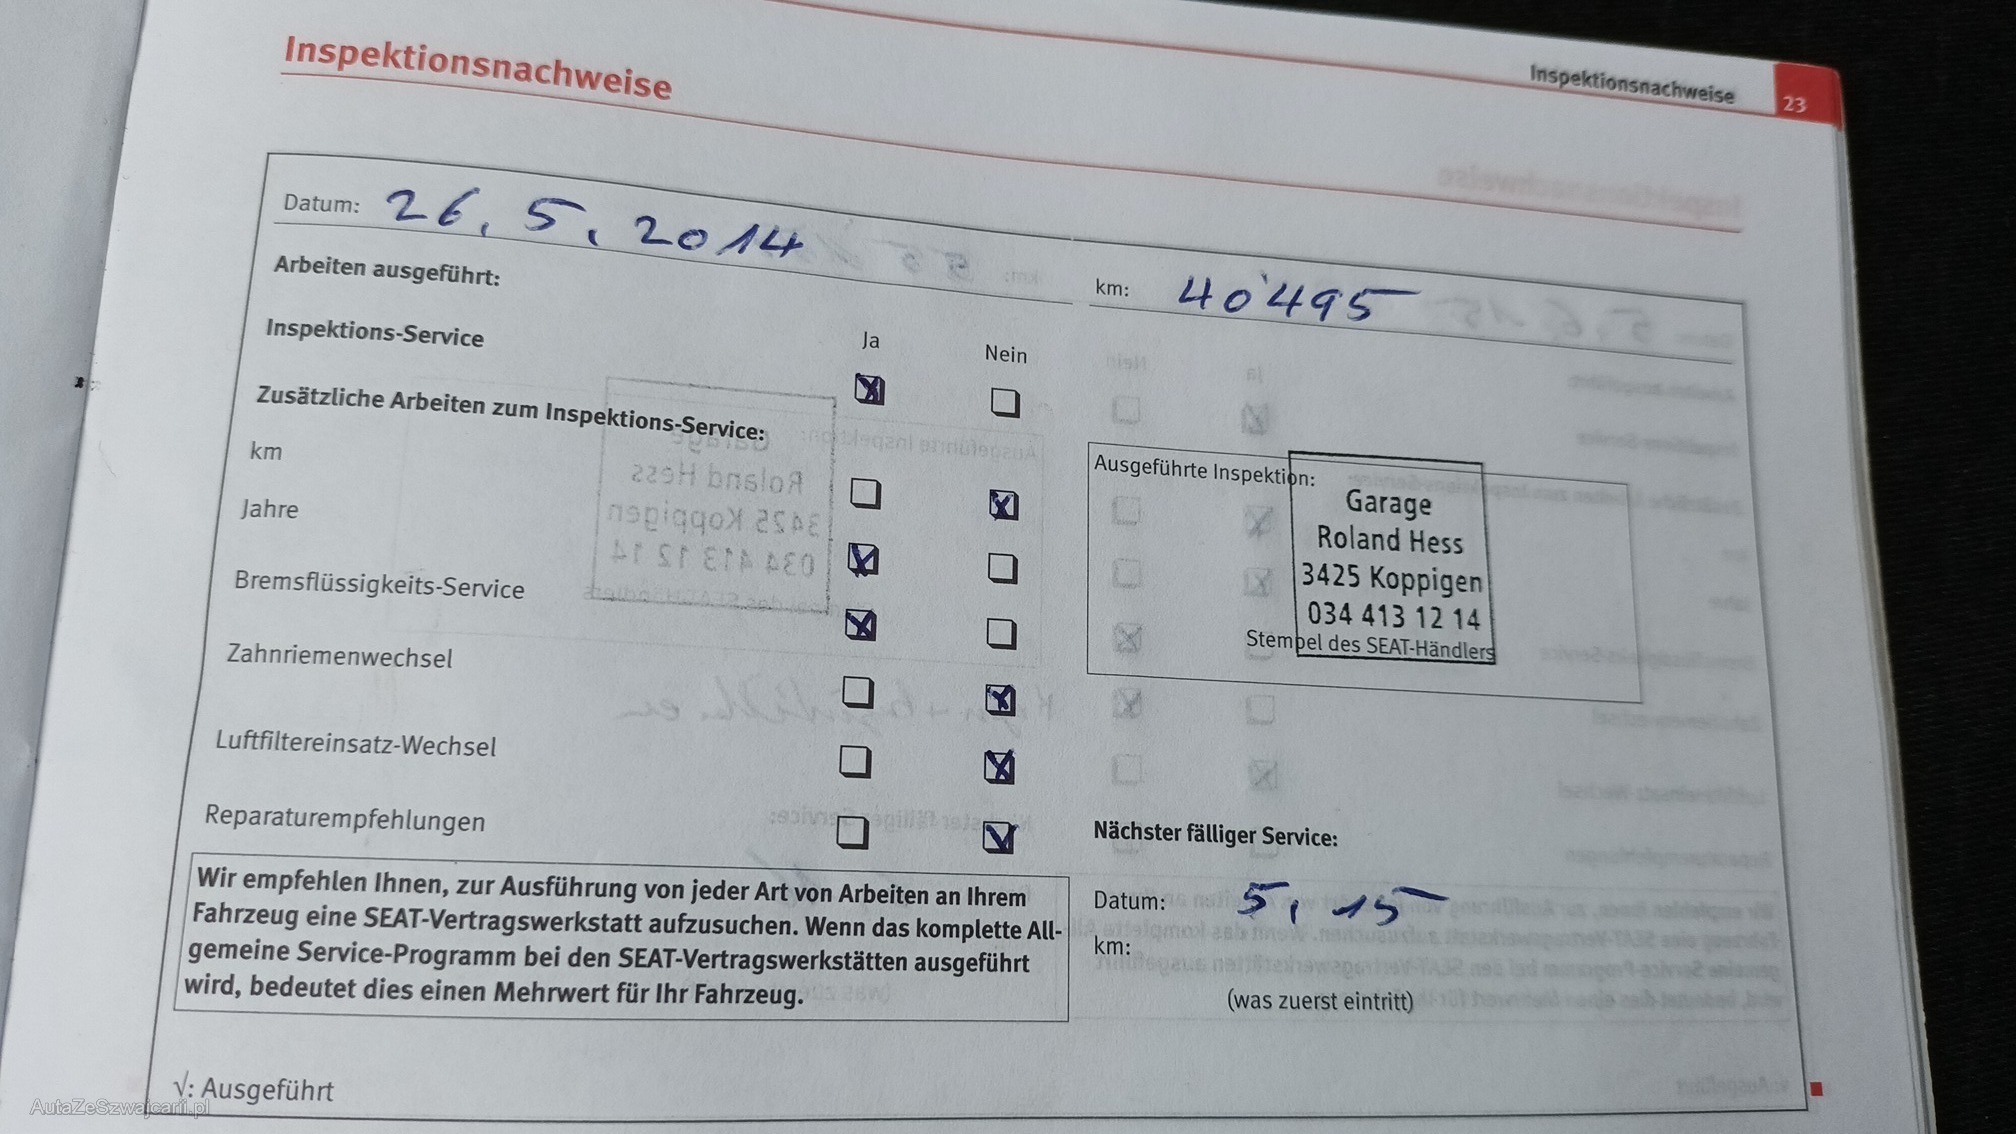 Inspektionsnachweise
Inspektionsnachweise 23
Datum: 26.5.2014
km: 40'495
Arbeiten ausgeführt:
Ja Nein
Inspektions-Service
Zusätzliche Arbeiten zum Inspektions-Service:
km
Jahre
Bremsflüssigkeits-Service
Zahnriemenwechsel
Luftfiltereinsatz-Wechsel
Reparaturempfehlungen
Wir empfehlen Ihnen, zur Ausführung von jeder Art von Arbeiten an Ihrem
Fahrzeug eine SEAT-Vertragswerkstatt aufzusuchen. Wenn das komplette All-
gemeine Service-Programm bei den SEAT-Vertragswerkstätten ausgeführt
wird, bedeutet dies einen Mehrwert für Ihr Fahrzeug.
√: Ausgeführt
Ausgeführte Inspektion:
Garage
Roland Hess
3425 Koppigen
034 413 12 14
Stempel des SEAT-Händlers
Nächster fälliger Service:
Datum: 5.15
km:
(was zuerst eintritt)
AutaZeSzwajcarii.pl